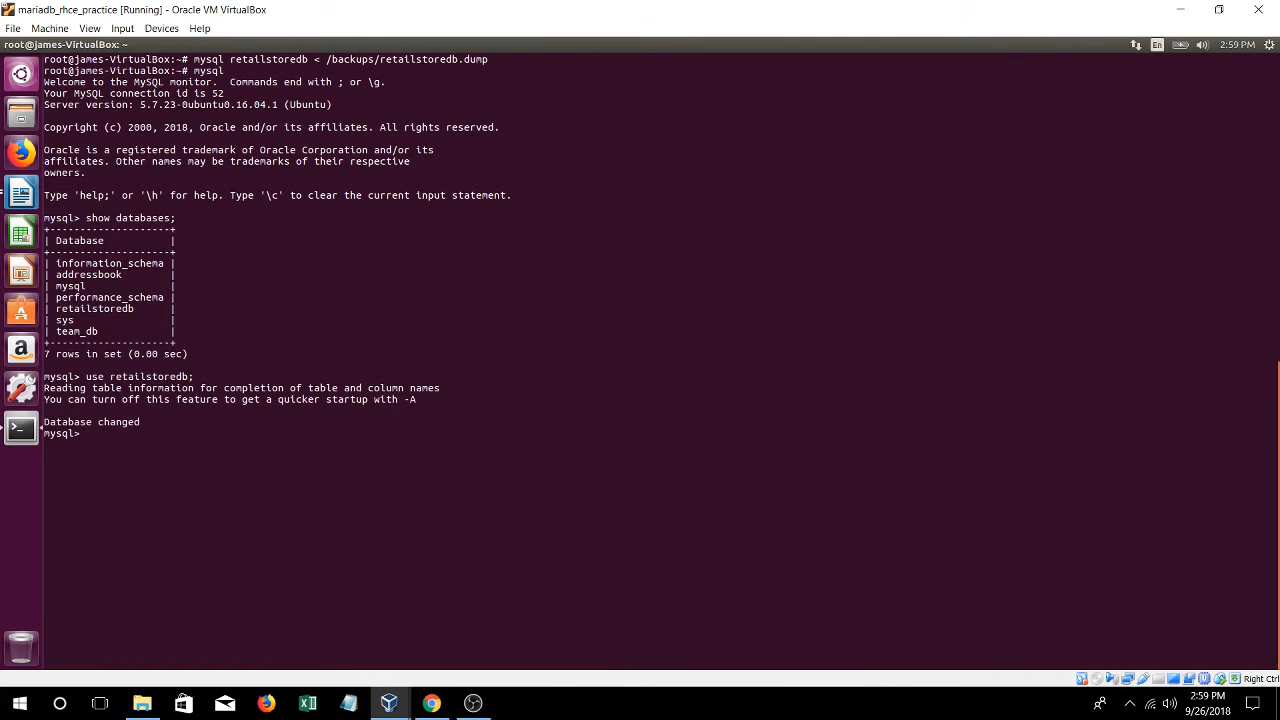 mariadb_rhce_practice [Running] - Oracle VM VirtualBox
File Machine View Input Devices Help
root@james-VirtualBox: ~
En
2:59 PM
root@james-VirtualBox:~# mysql retailstoredb < /backups/retailstoredb.dump
root@james-VirtualBox:~# mysql
Welcome to the MySQL monitor.  Commands end with ; or \g.
Your MySQL connection id is 52
Server version: 5.7.23-0ubuntu0.16.04.1 (Ubuntu)
Copyright (c) 2000, 2018, Oracle and/or its affiliates. All rights reserved.
Oracle is a registered trademark of Oracle Corporation and/or its
affiliates. Other names may be trademarks of their respective
owners.
Type 'help;' or '\h' for help. Type '\c' to clear the current input statement.
mysql> show databases;
+--------------------+
| Database           |
+--------------------+
| information_schema |
| addressbook        |
| mysql              |
| performance_schema |
| retailstoredb      |
| sys                |
| team_db            |
+--------------------+
7 rows in set (0.00 sec)
mysql> use retailstoredb;
Reading table information for completion of table and column names
You can turn off this feature to get a quicker startup with -A
Database changed
mysql>
Right Ctrl
2:59 PM
9/26/2018